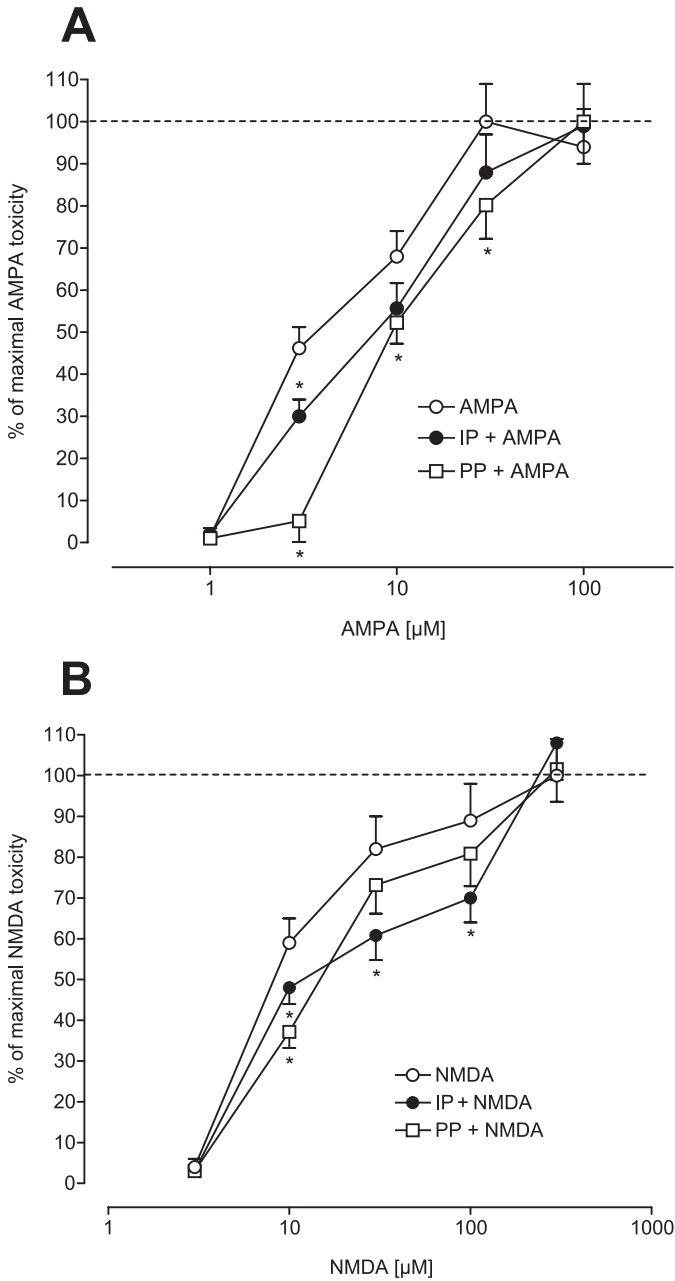 A
110
100
90
80
70
60
50
40
30
20
10
0
% of maximal AMPA toxicity
*
*
*
*
AMPA
IP + AMPA
PP + AMPA
1 10 100
AMPA [µM]
B
110
100
90
80
70
60
50
40
30
20
10
0
% of maximal NMDA toxicity
*
*
*
*
NMDA
IP + NMDA
PP + NMDA
1 10 100 1000
NMDA [µM]